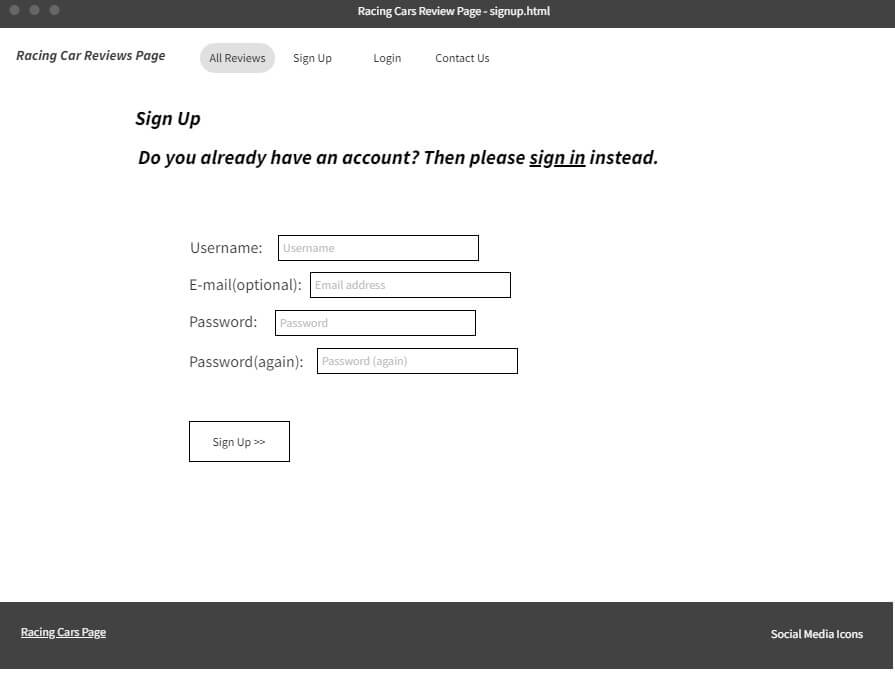 Racing Cars Review Page - signup.html
Racing Car Reviews Page All Reviews Sign Up Login Contact Us
Sign Up
Do you already have an account? Then please sign in instead.
Username: Username
E-mail(optional): Email address
Password: Password
Password(again): Password (again)
Sign Up >>
Racing Cars Page Social Media Icons